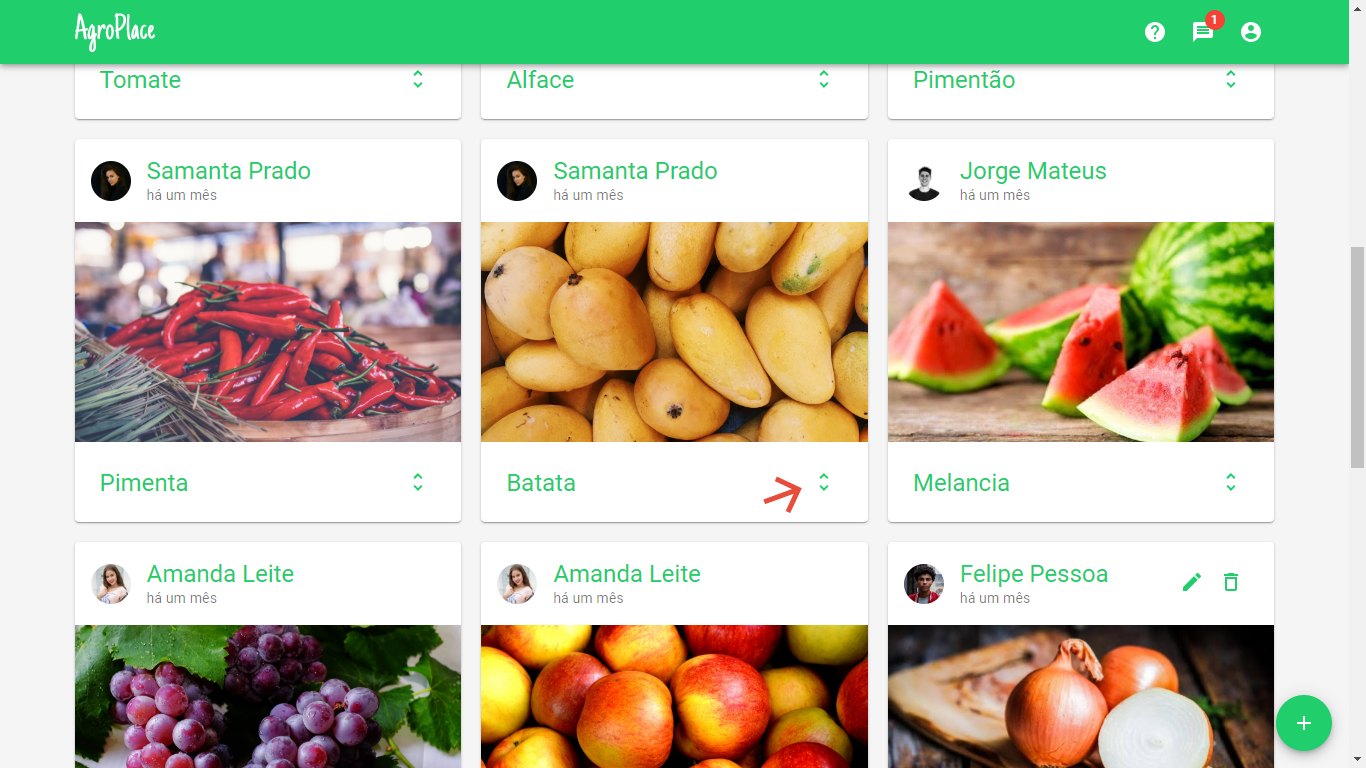 AgroPlace
1
Tomate
Alface
Pimentão
Samanta Prado
há um mês
Samanta Prado
há um mês
Jorge Mateus
há um mês
Pimenta
Batata
Melancia
Amanda Leite
há um mês
Amanda Leite
há um mês
Felipe Pessoa
há um mês